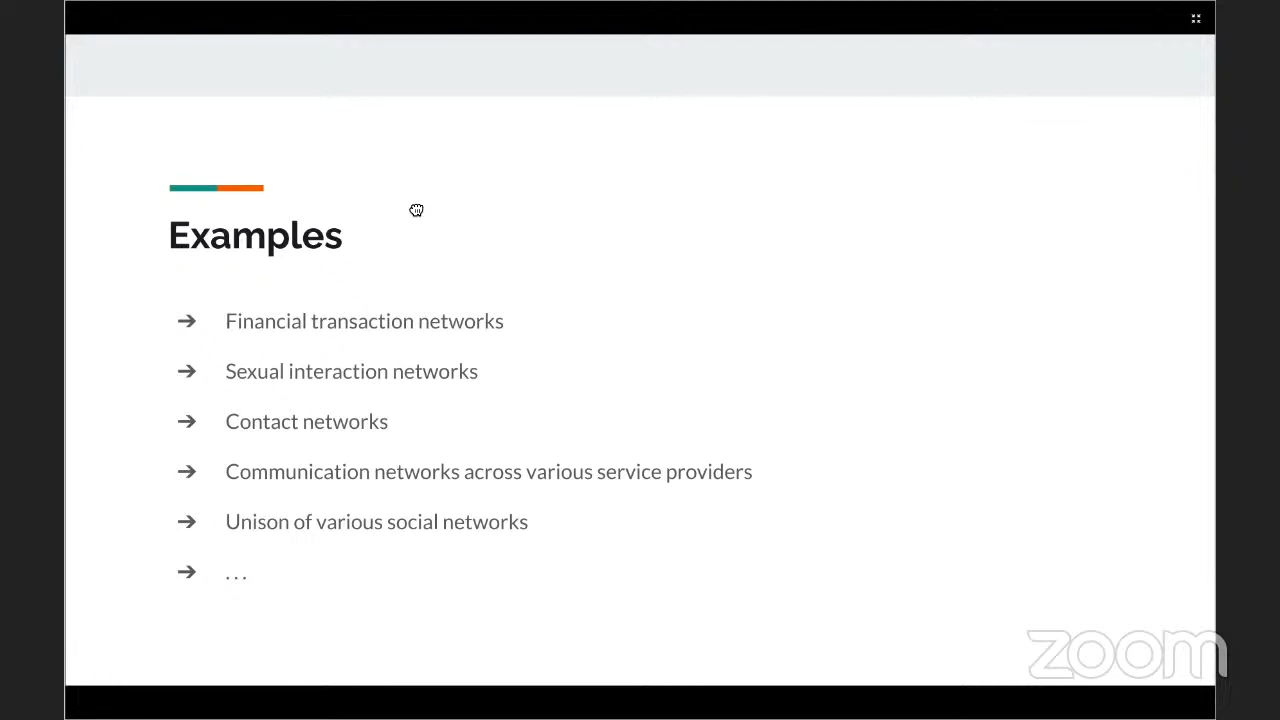 Examples
➔ Financial transaction networks
➔ Sexual interaction networks
➔ Contact networks
➔ Communication networks across various service providers
➔ Unison of various social networks
➔ ...
zoom